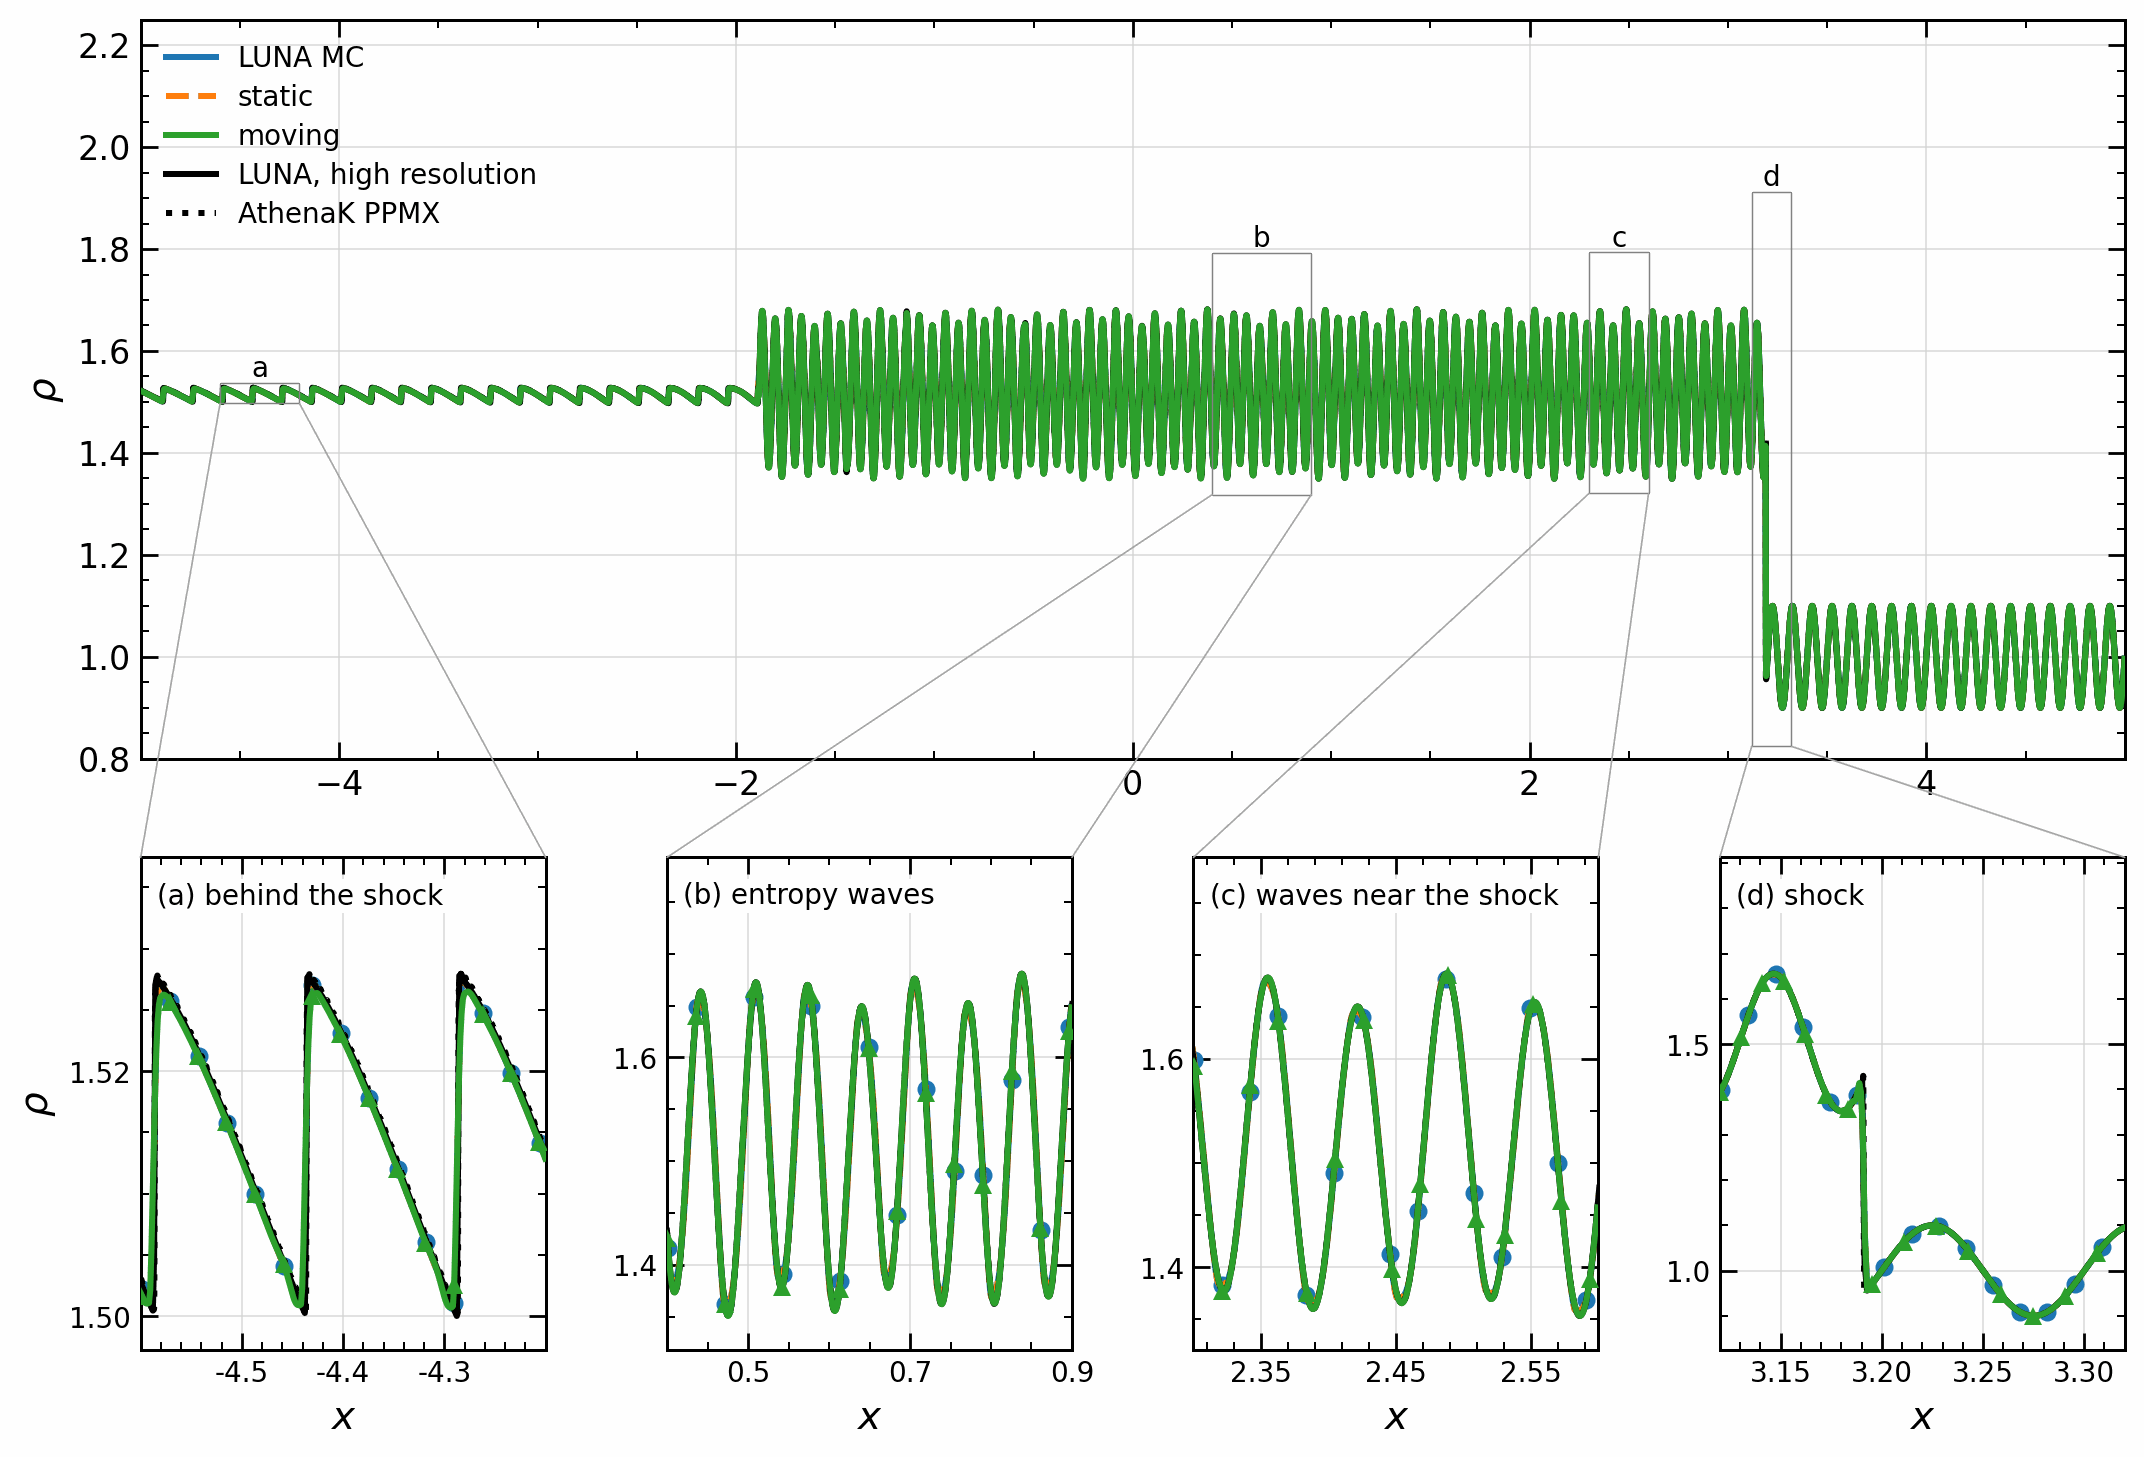 2.2
2.0
1.8
1.6
1.4
1.2
1.0
0.8
ρ
LUNA MC
static
moving
LUNA, high resolution
AthenaK PPMX
a
b
c
d
−4
−2
0
2
4
(a) behind the shock
1.52
1.50
ρ
-4.5 -4.4 -4.3
x
(b) entropy waves
1.6
1.4
0.5 0.7 0.9
x
(c) waves near the shock
1.6
1.4
2.35 2.45 2.55
x
(d) shock
1.5
1.0
3.15 3.20 3.25 3.30
x